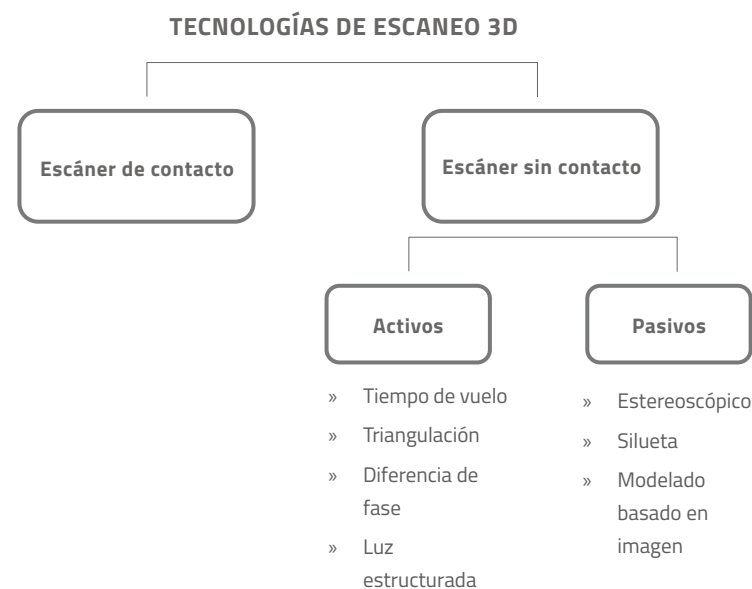 TECNOLOGÍAS DE ESCANEO 3D
Escáner de contacto
Escáner sin contacto
Activos
» Tiempo de vuelo
» Triangulación
» Diferencia de
fase
» Luz
estructurada
Pasivos
» Estereoscópico
» Silueta
» Modelado
basado en
imagen